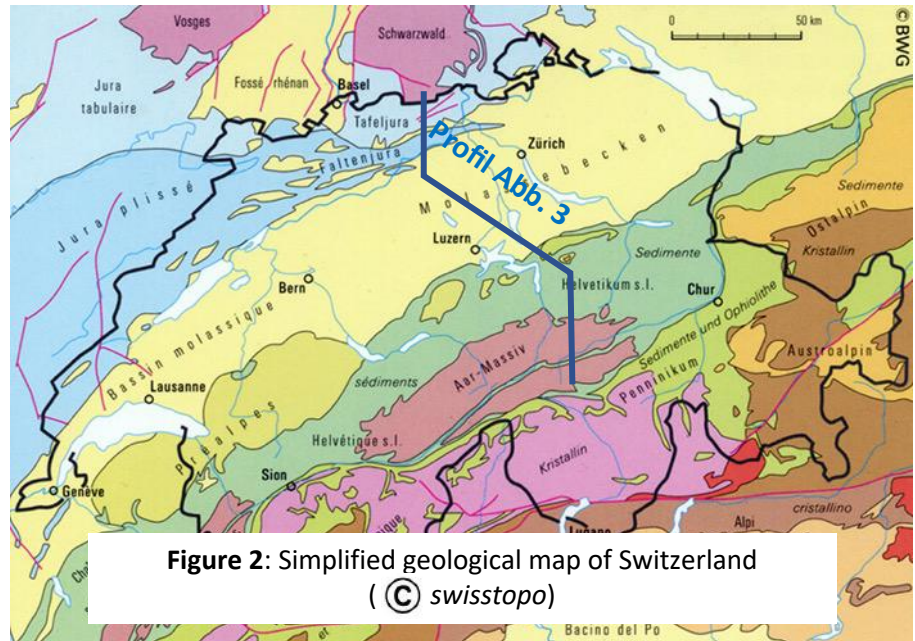 Vosges
Schwarzwald
0 50 km
© BWG
Fossé rhénan
Basel
Jura
tabulaire
Tafeljura
Zürich
Faltenjura
Profil Abb. 3
Molassebecken
Jura plissé
Sedimente
Ostalpin
Kristallin
Luzern
Sedimente
Helvetikum s.l.
Bern
Chur
Sedimente und Ophiolithe
Aar-Massiv
Austroalpin
Bassin molassique
sédiments
Penninikum
Lausanne
Préalpes
Helvétique s.l.
Kristallin
Sion
Genève
Lugano
cristallino
Alpi
Figure 2: Simplified geological map of Switzerland
( © swisstopo)
et
Bacino del Po